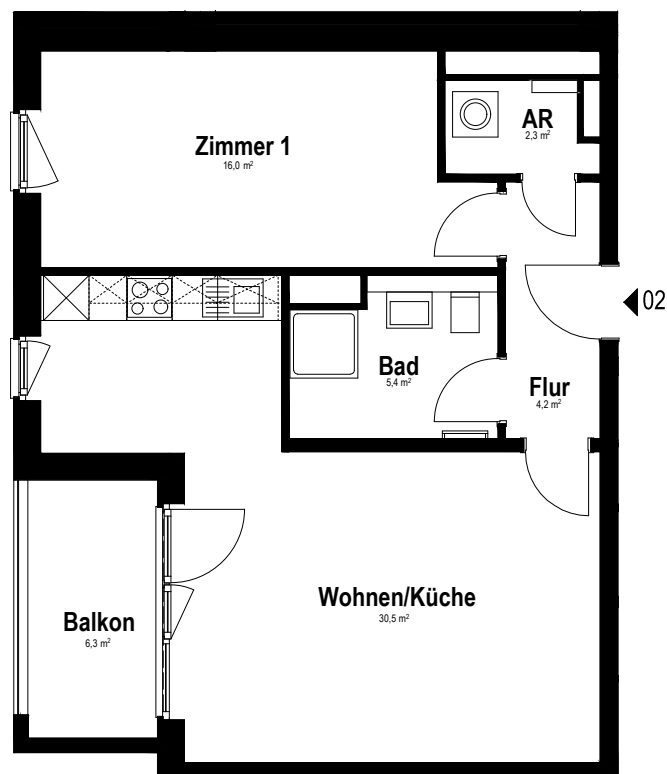 Zimmer 1
16,0 m²
AR
2,3 m²
02
Bad
5,4 m²
Flur
4,2 m²
Wohnen/Küche
30,5 m²
Balkon
6,3 m²